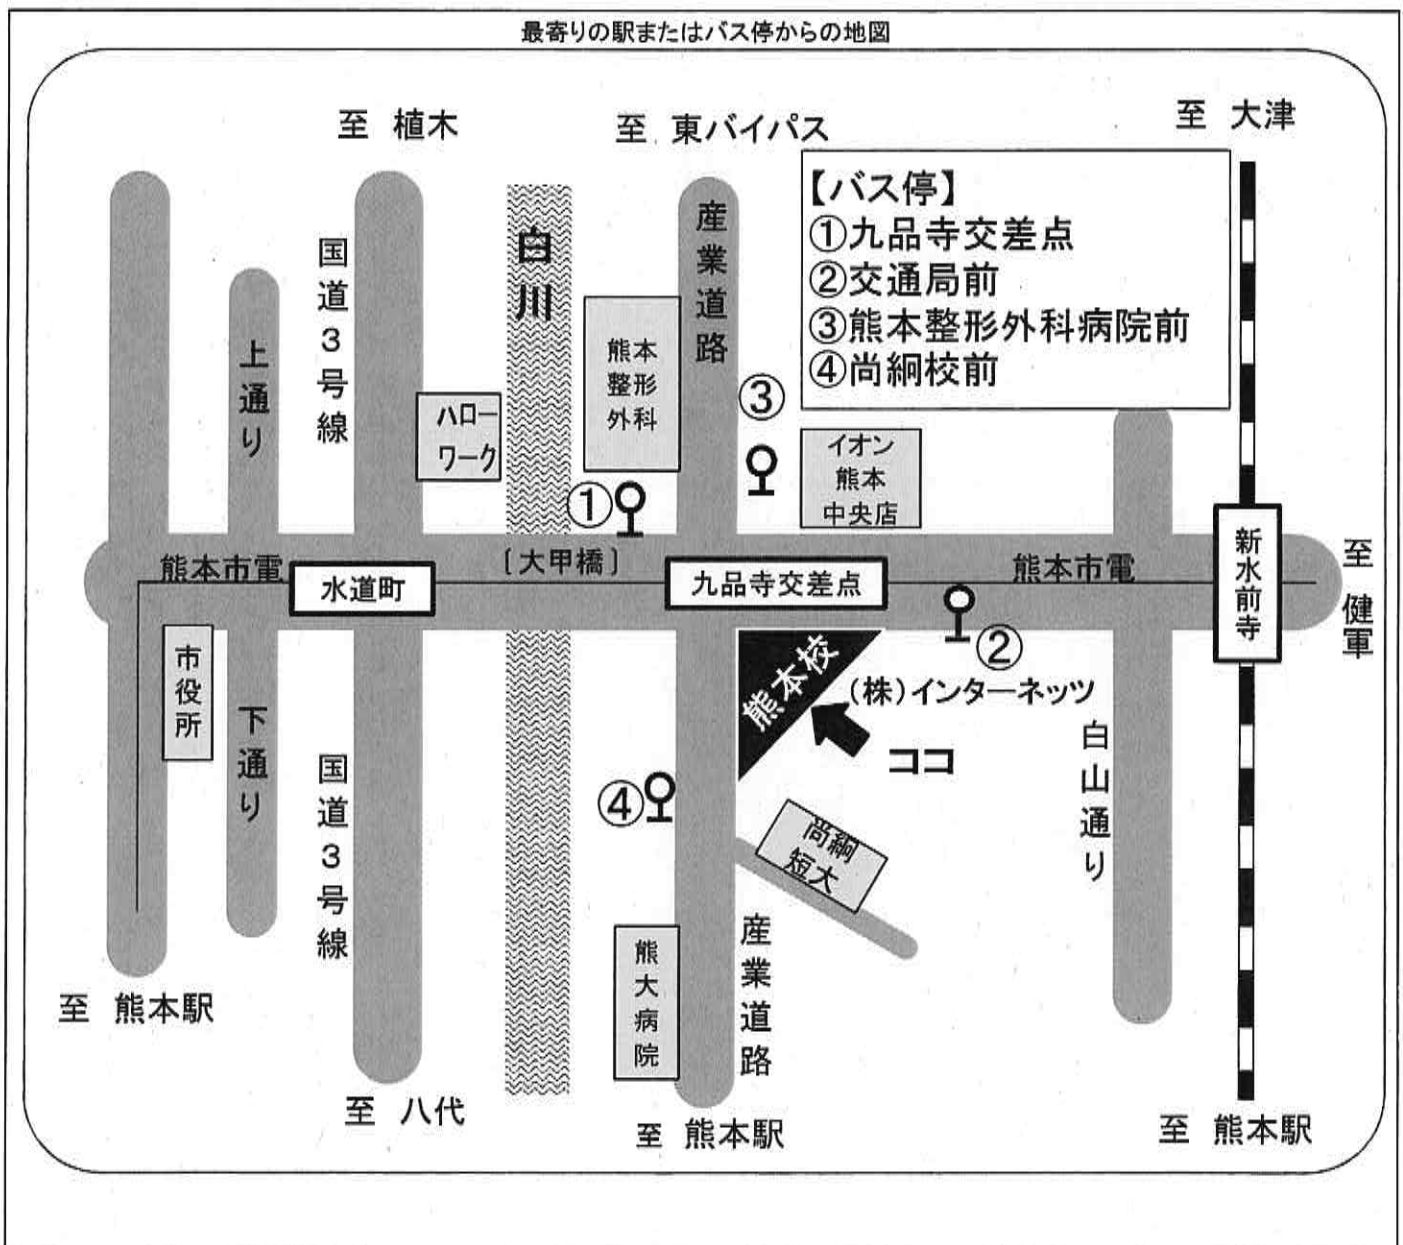 最寄りの駅またはバス停からの地図
至 植木
至 東バイパス
至 大津
【バス停】
①九品寺交差点
②交通局前
③熊本整形外科病院前
④尚絅校前
国道3号線
白川
産業道路
上通り
ハロー
ワーク
熊本
整形
外科
③
イオン
熊本
中央店
①
熊本市電
水道町
〔大甲橋〕
九品寺交差点
熊本市電
新水前寺
至 健軍
②
市役所
下通り
国道3号線
熊本校
(株)インターネッツ
ココ
白山通り
④
尚絅
短大
熊大病院
産業道路
至 熊本駅
至 八代
至 熊本駅
至 熊本駅